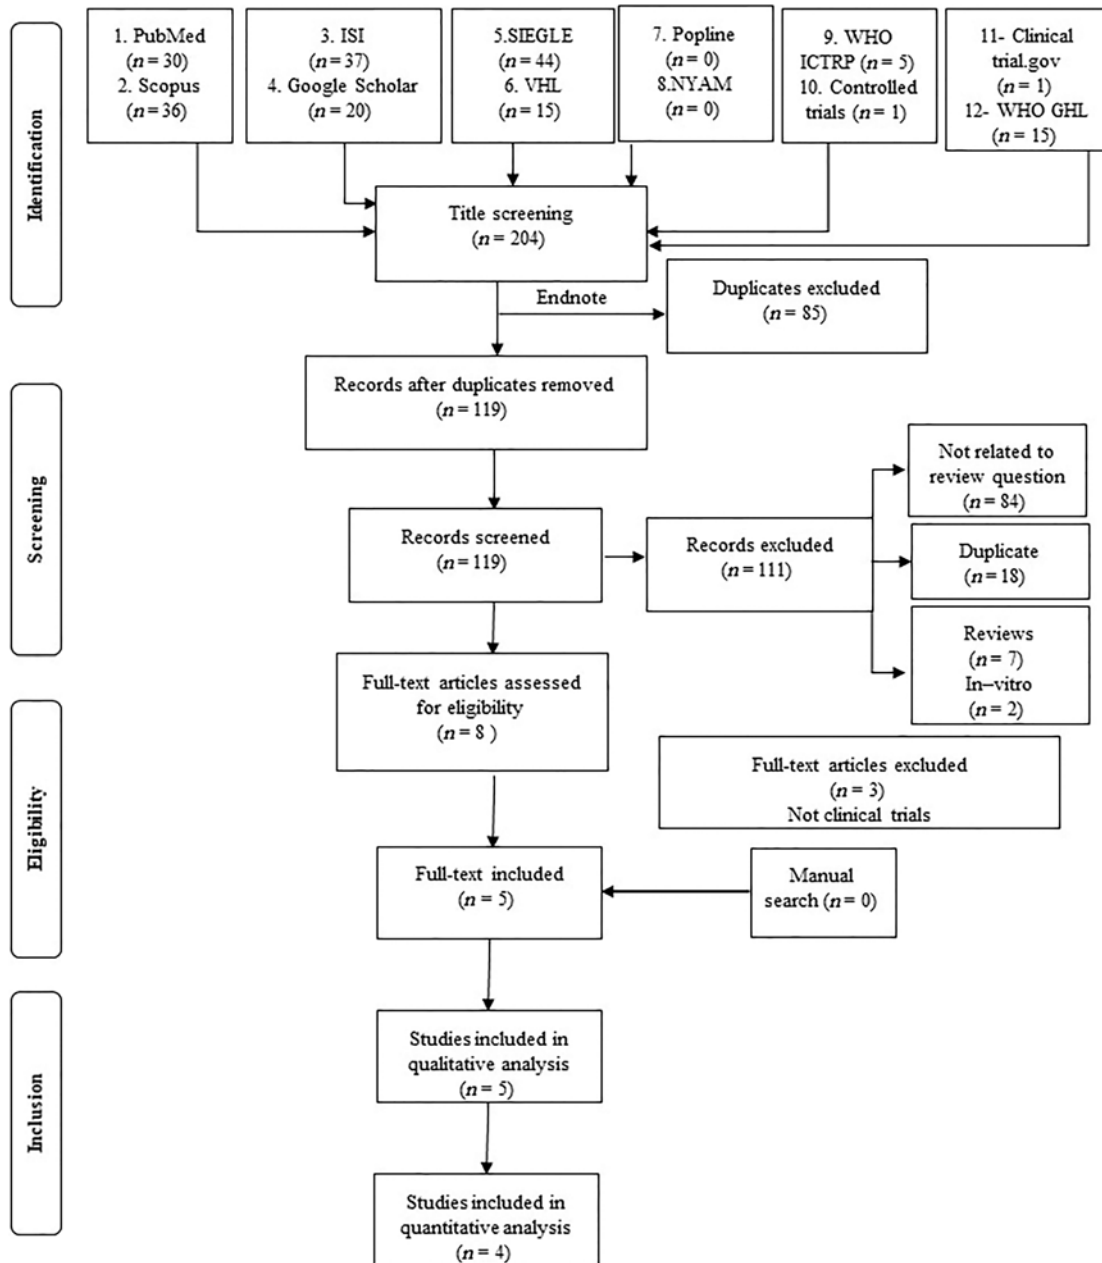 1. PubMed
(n = 30)
2. Scopus
(n = 36)
3. ISI
(n = 37)
4. Google Scholar
(n = 20)
5.SIEGLE
(n = 44)
6. VHL
(n = 15)
7. Popline
(n = 0)
8.NYAM
(n = 0)
9. WHO
ICTRP (n = 5)
10. Controlled
trials (n = 1)
11- Clinical
trial.gov
(n = 1)
12- WHO GHL
(n = 15)
Identification
Title screening
(n = 204)
Endnote
Duplicates excluded
(n = 85)
Screening
Records after duplicates removed
(n = 119)
Records screened
(n = 119)
Records excluded
(n = 111)
Not related to
review question
(n = 84)
Duplicate
(n = 18)
Reviews
(n = 7)
In–vitro
(n = 2)
Eligibility
Full-text articles assessed
for eligibility
(n = 8 )
Full-text articles excluded
(n = 3)
Not clinical trials
Full-text included
(n = 5)
Manual
search (n = 0)
Inclusion
Studies included in
qualitative analysis
(n = 5)
Studies included in
quantitative analysis
(n = 4)